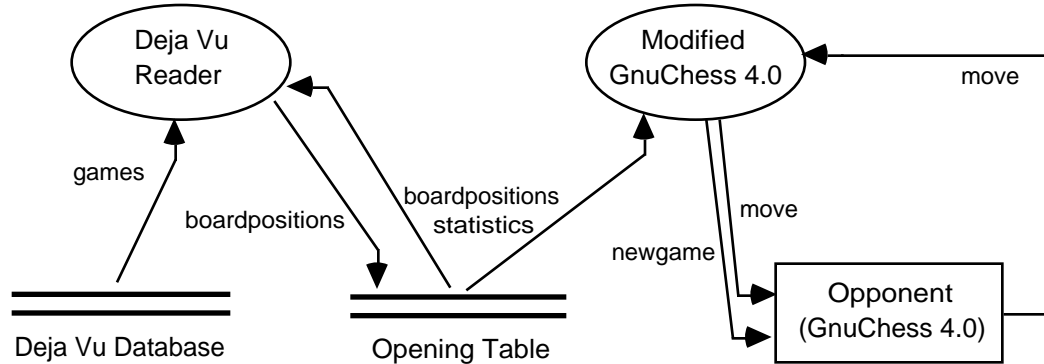 Deja Vu
Reader
Modified
GnuChess 4.0
move
games
boardpositions
boardpositions
statistics
move
newgame
Opponent
(GnuChess 4.0)
Deja Vu Database
Opening Table